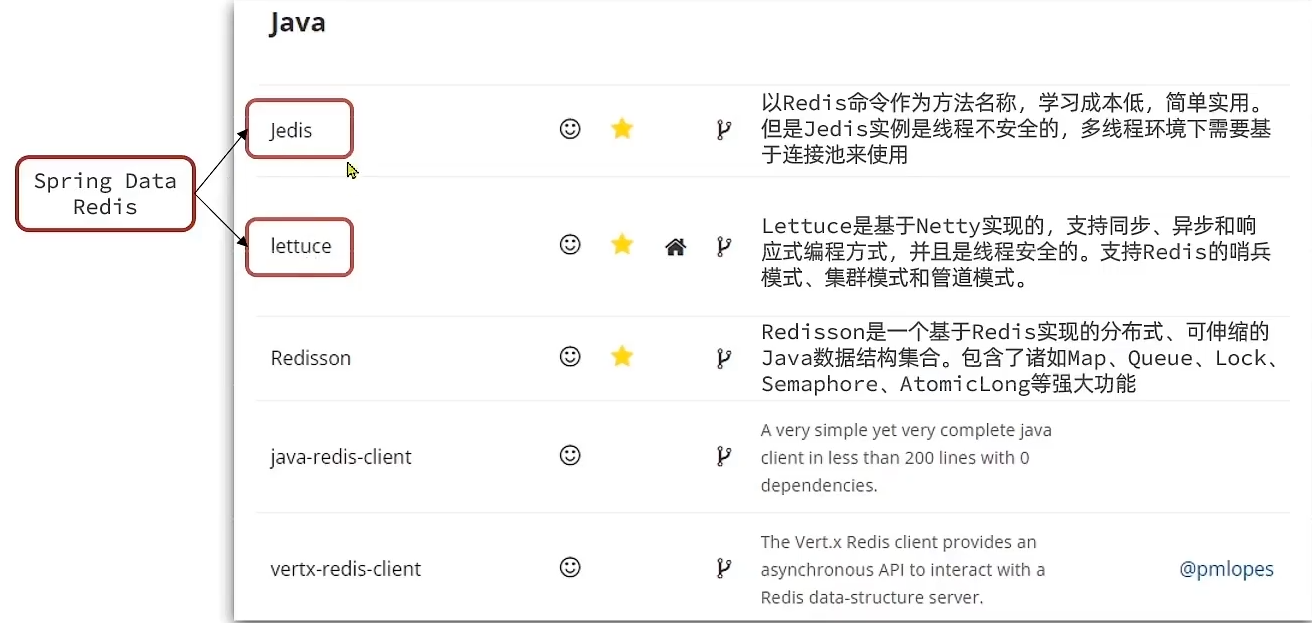 Java
Spring Data
Redis
Jedis
以Redis命令作为方法名称，学习成本低，简单实用。
但是Jedis实例是线程不安全的，多线程环境下需要基
于连接池来使用
lettuce
Lettuce是基于Netty实现的，支持同步、异步和响
应式编程方式，并且是线程安全的。支持Redis的哨兵
模式、集群模式和管道模式。
Redisson
Redisson是一个基于Redis实现的分布式、可伸缩的
Java数据结构集合。包含了诸如Map、Queue、Lock、
Semaphore、AtomicLong等强大功能
java-redis-client
A very simple yet very complete java
client in less than 200 lines with 0
dependencies.
vertx-redis-client
The Vert.x Redis client provides an
asynchronous API to interact with a
Redis data-structure server.
@pmlopes